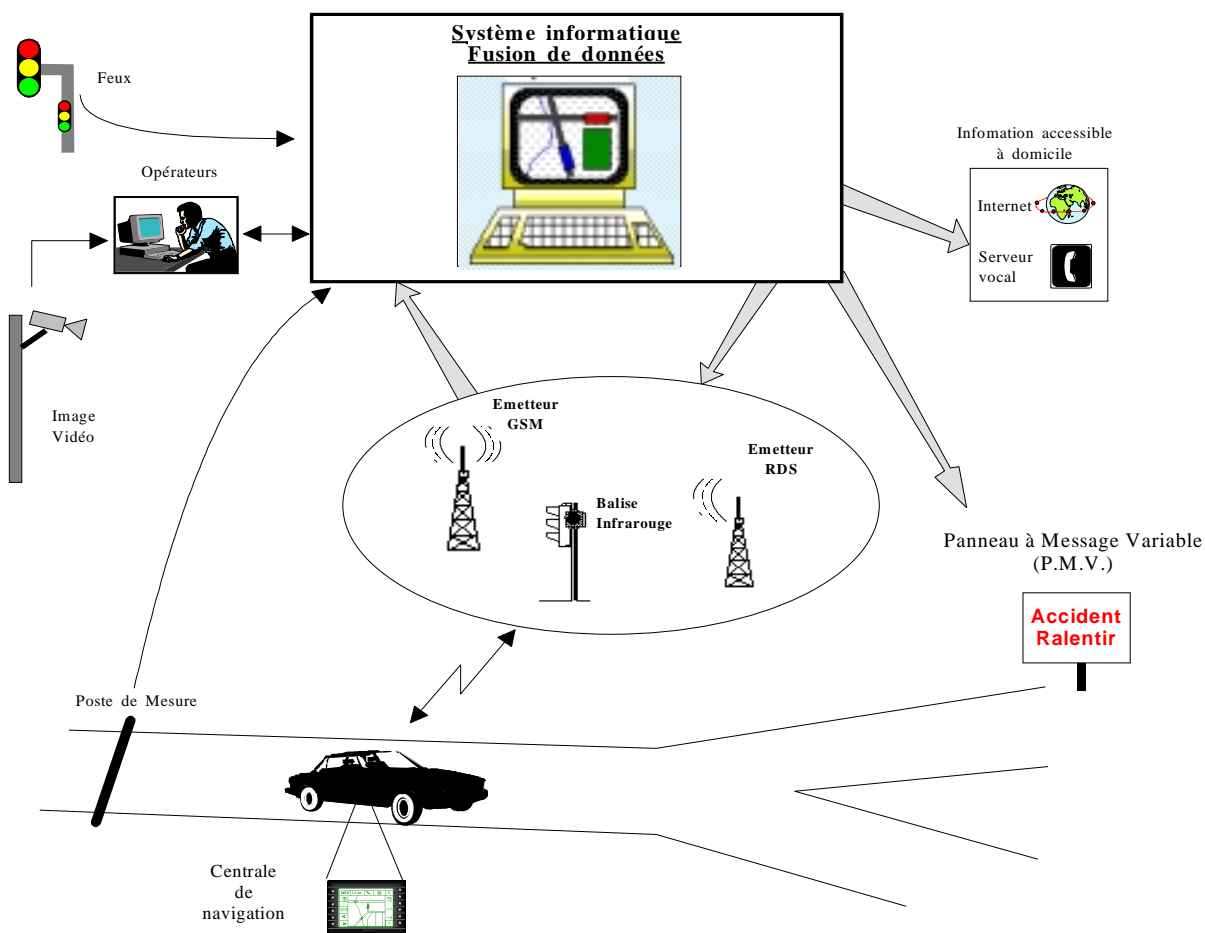 Système informatique
Fusion de données
Feux
Opérateurs
Infomation accessible
à domicile
Internet
Serveur
vocal
Image
Vidéo
Emetteur
GSM
Emetteur
RDS
Balise
Infrarouge
Panneau à Message Variable
(P.M.V.)
Accident
Ralentir
Poste de Mesure
Centrale
de
navigation